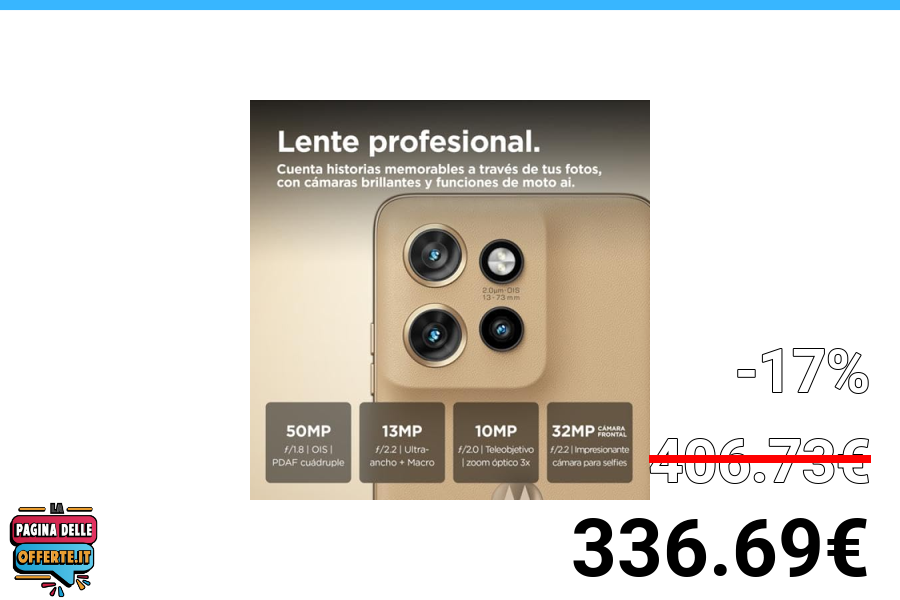 Lente profesional.
Cuenta historias memorables a través de tus fotos,
con cámaras brillantes y funciones de moto ai.
2.0µm OIS
13-73 mm
50MP
ƒ/1.8 | OIS |
PDAF cuádruple
13MP
ƒ/2.2 | Ultra-
ancho + Macro
10MP
ƒ/2.0 | Teleobjetivo
| zoom óptico 3x
32MP CÁMARA FRONTAL
ƒ/2.2 | Impresionante
cámara para selfies
-17%
406.73€
336.69€
LA
PAGINA DELLE
OFFERTE.IT